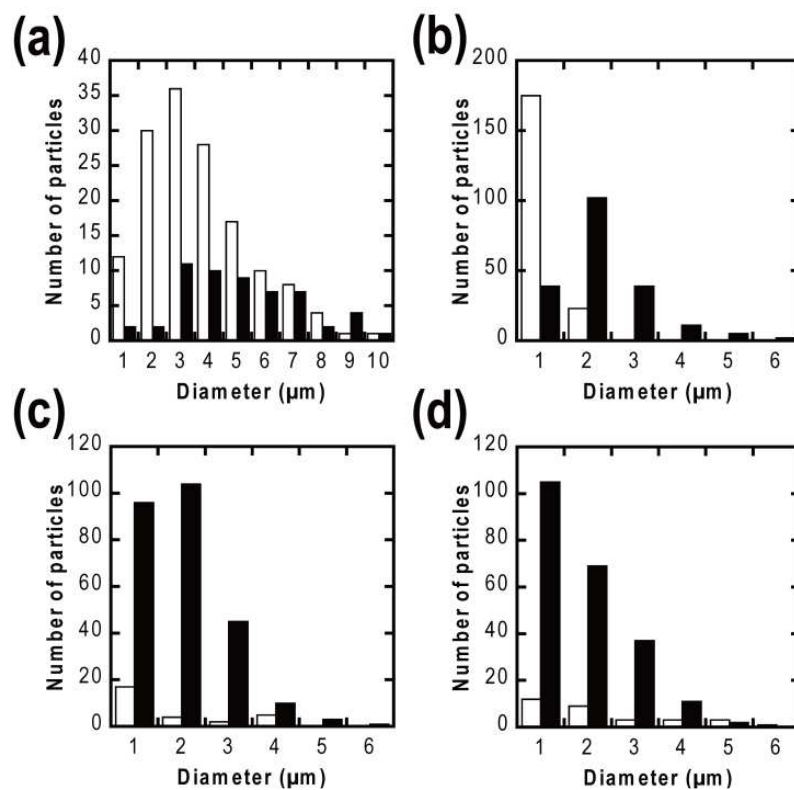 (a)
40
35
30
25
20
15
10
5
0
Number of particles
1 2 3 4 5 6 7 8 9 10
Diameter (µm)
(b)
200
150
100
50
0
Number of particles
1 2 3 4 5 6
Diameter (µm)
(c)
120
100
80
60
40
20
0
Number of particles
1 2 3 4 5 6
Diameter (µm)
(d)
120
100
80
60
40
20
0
Number of particles
1 2 3 4 5 6
Diameter (µm)